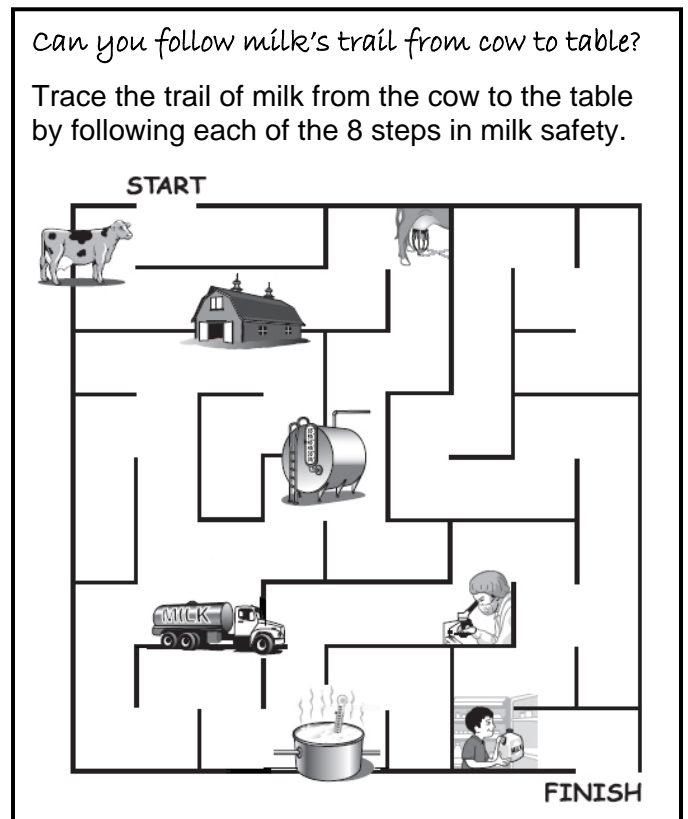 Can you follow milk's trail from cow to table?
Trace the trail of milk from the cow to the table
by following each of the 8 steps in milk safety.
START
MILK
MILK
FINISH